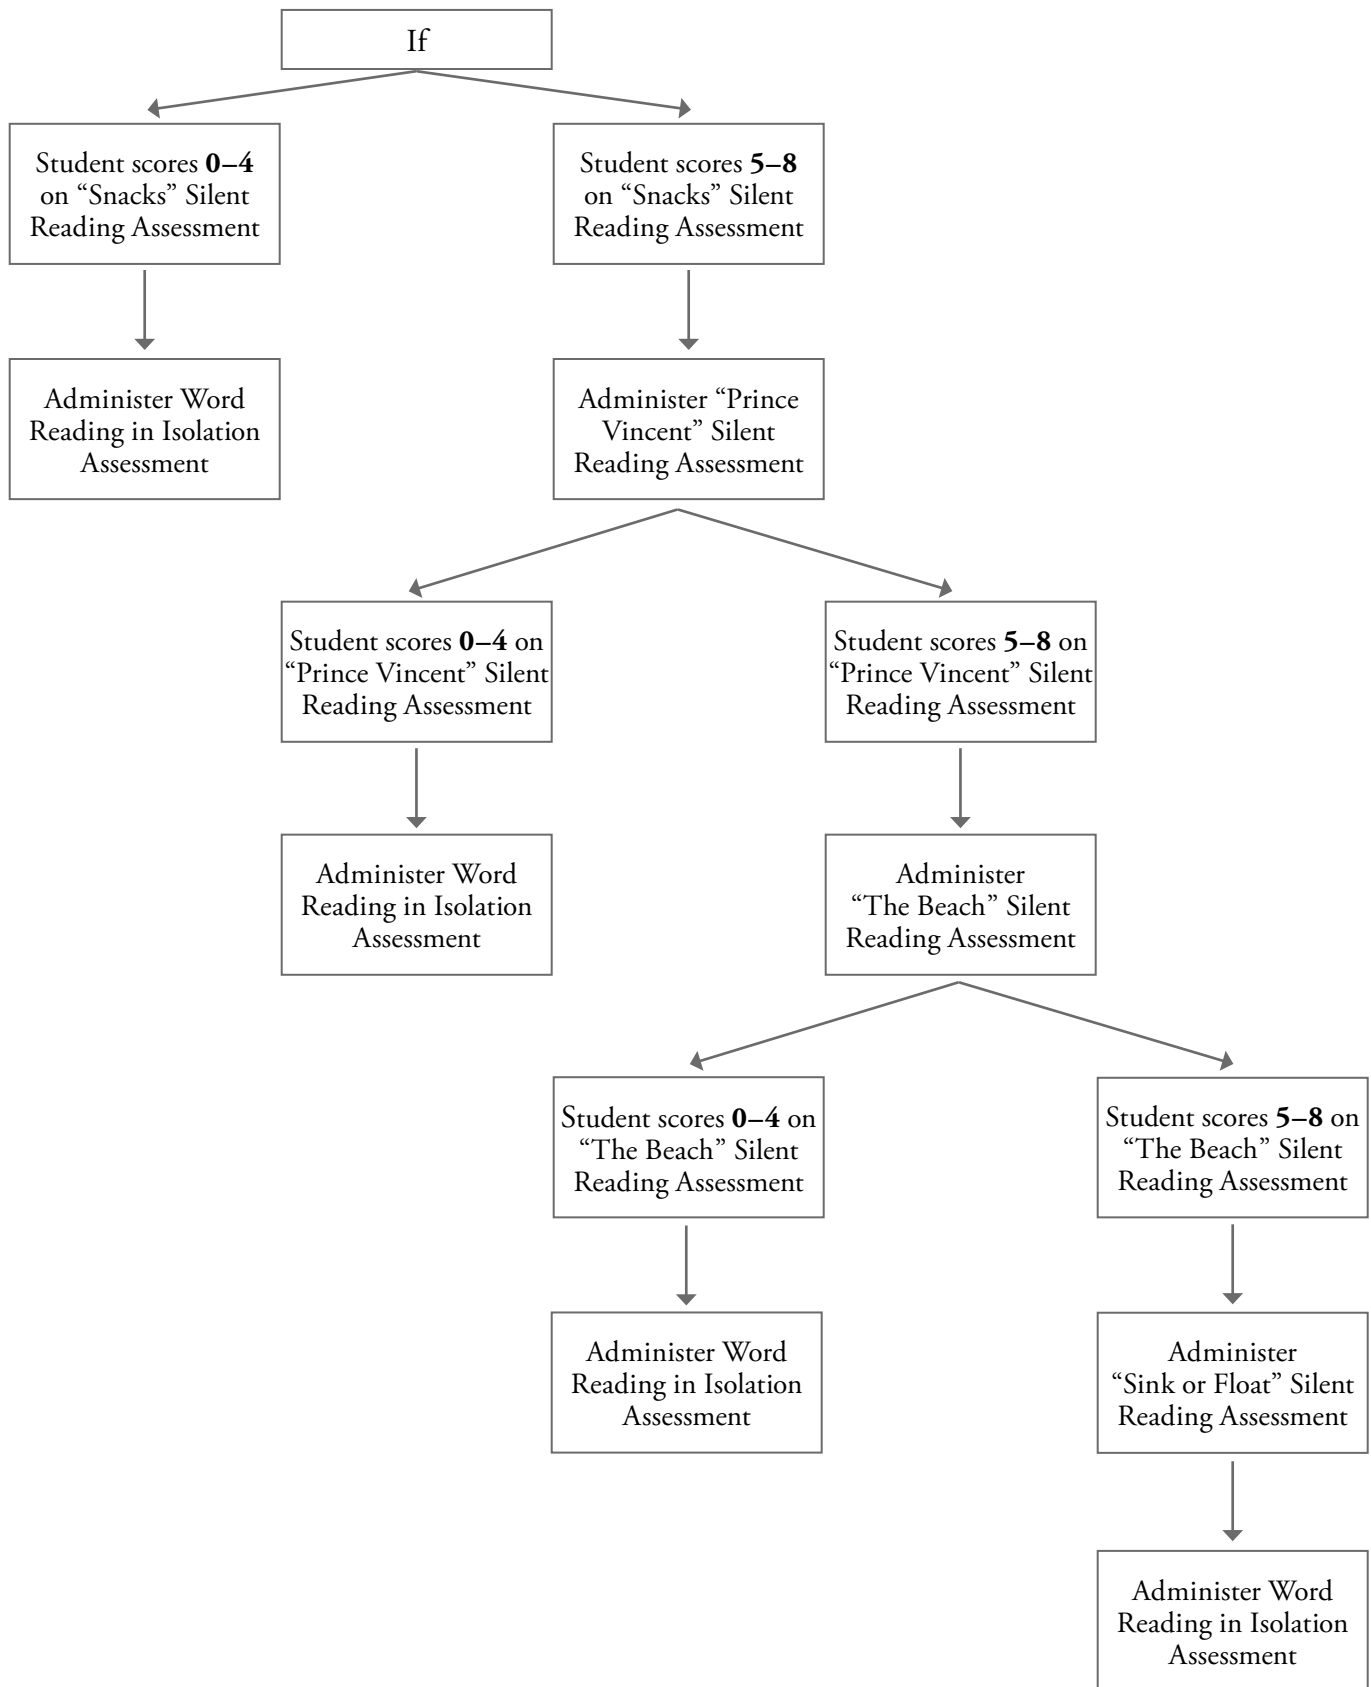 If
Student scores 0–4
on “Snacks” Silent
Reading Assessment
Student scores 5–8
on “Snacks” Silent
Reading Assessment
Administer Word
Reading in Isolation
Assessment
Administer “Prince
Vincent” Silent
Reading Assessment
Student scores 0–4 on
“Prince Vincent” Silent
Reading Assessment
Student scores 5–8 on
“Prince Vincent” Silent
Reading Assessment
Administer Word
Reading in Isolation
Assessment
Administer
“The Beach” Silent
Reading Assessment
Student scores 0–4 on
“The Beach” Silent
Reading Assessment
Student scores 5–8 on
“The Beach” Silent
Reading Assessment
Administer Word
Reading in Isolation
Assessment
Administer
“Sink or Float” Silent
Reading Assessment
Administer Word
Reading in Isolation
Assessment